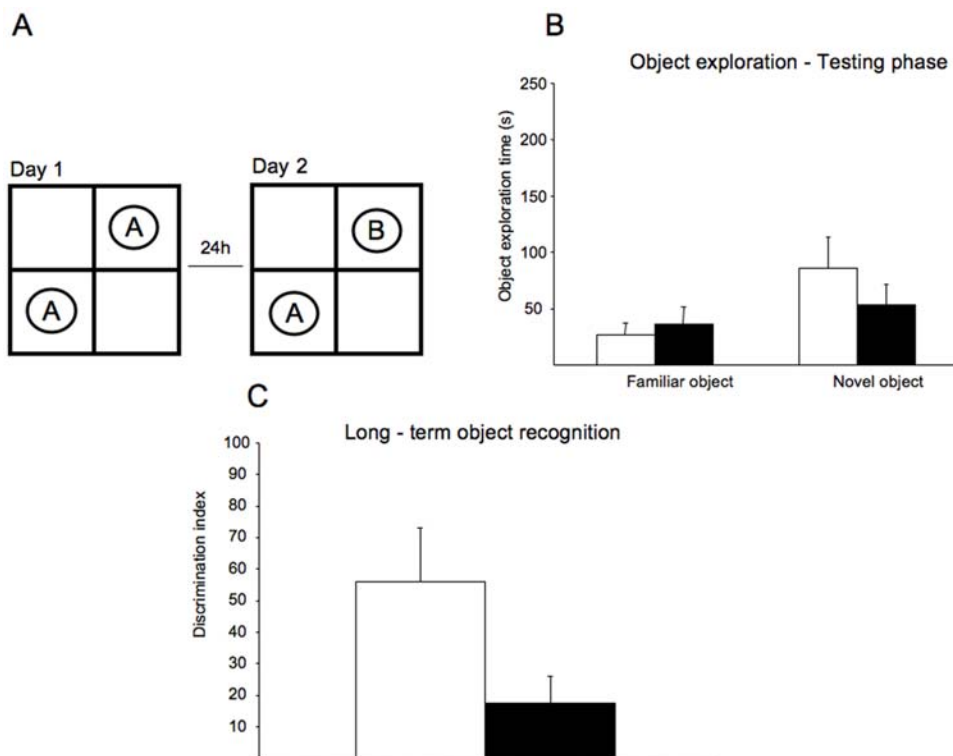 A
Day 1
A
A
24h
Day 2
B
A
B
Object exploration - Testing phase
Object exploration time (s)
250
200
150
100
50
Familiar object
Novel object
C
Long - term object recognition
Discrimination index
100
90
80
70
60
50
40
30
20
10